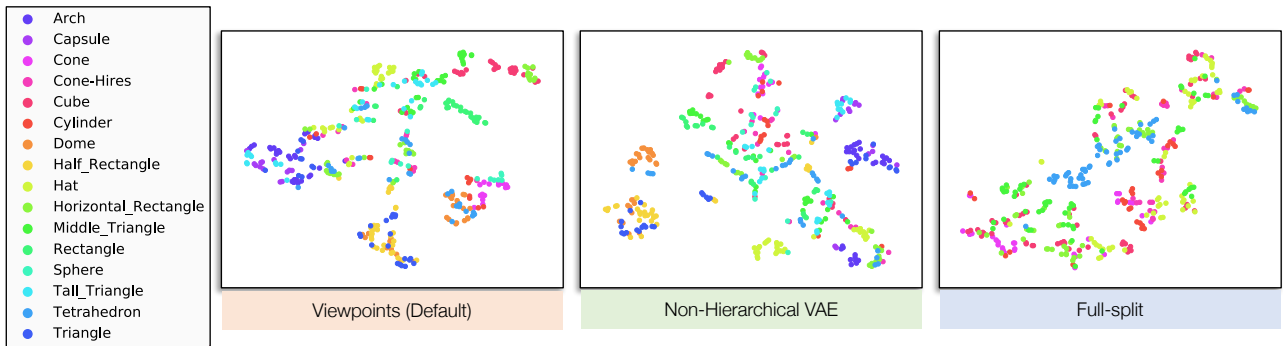 Arch
Capsule
Cone
Cone-Hires
Cube
Cylinder
Dome
Half_Rectangle
Hat
Horizontal_Rectangle
Middle_Triangle
Rectangle
Sphere
Tall_Triangle
Tetrahedron
Triangle
Viewpoints (Default)
Non-Hierarchical VAE
Full-split